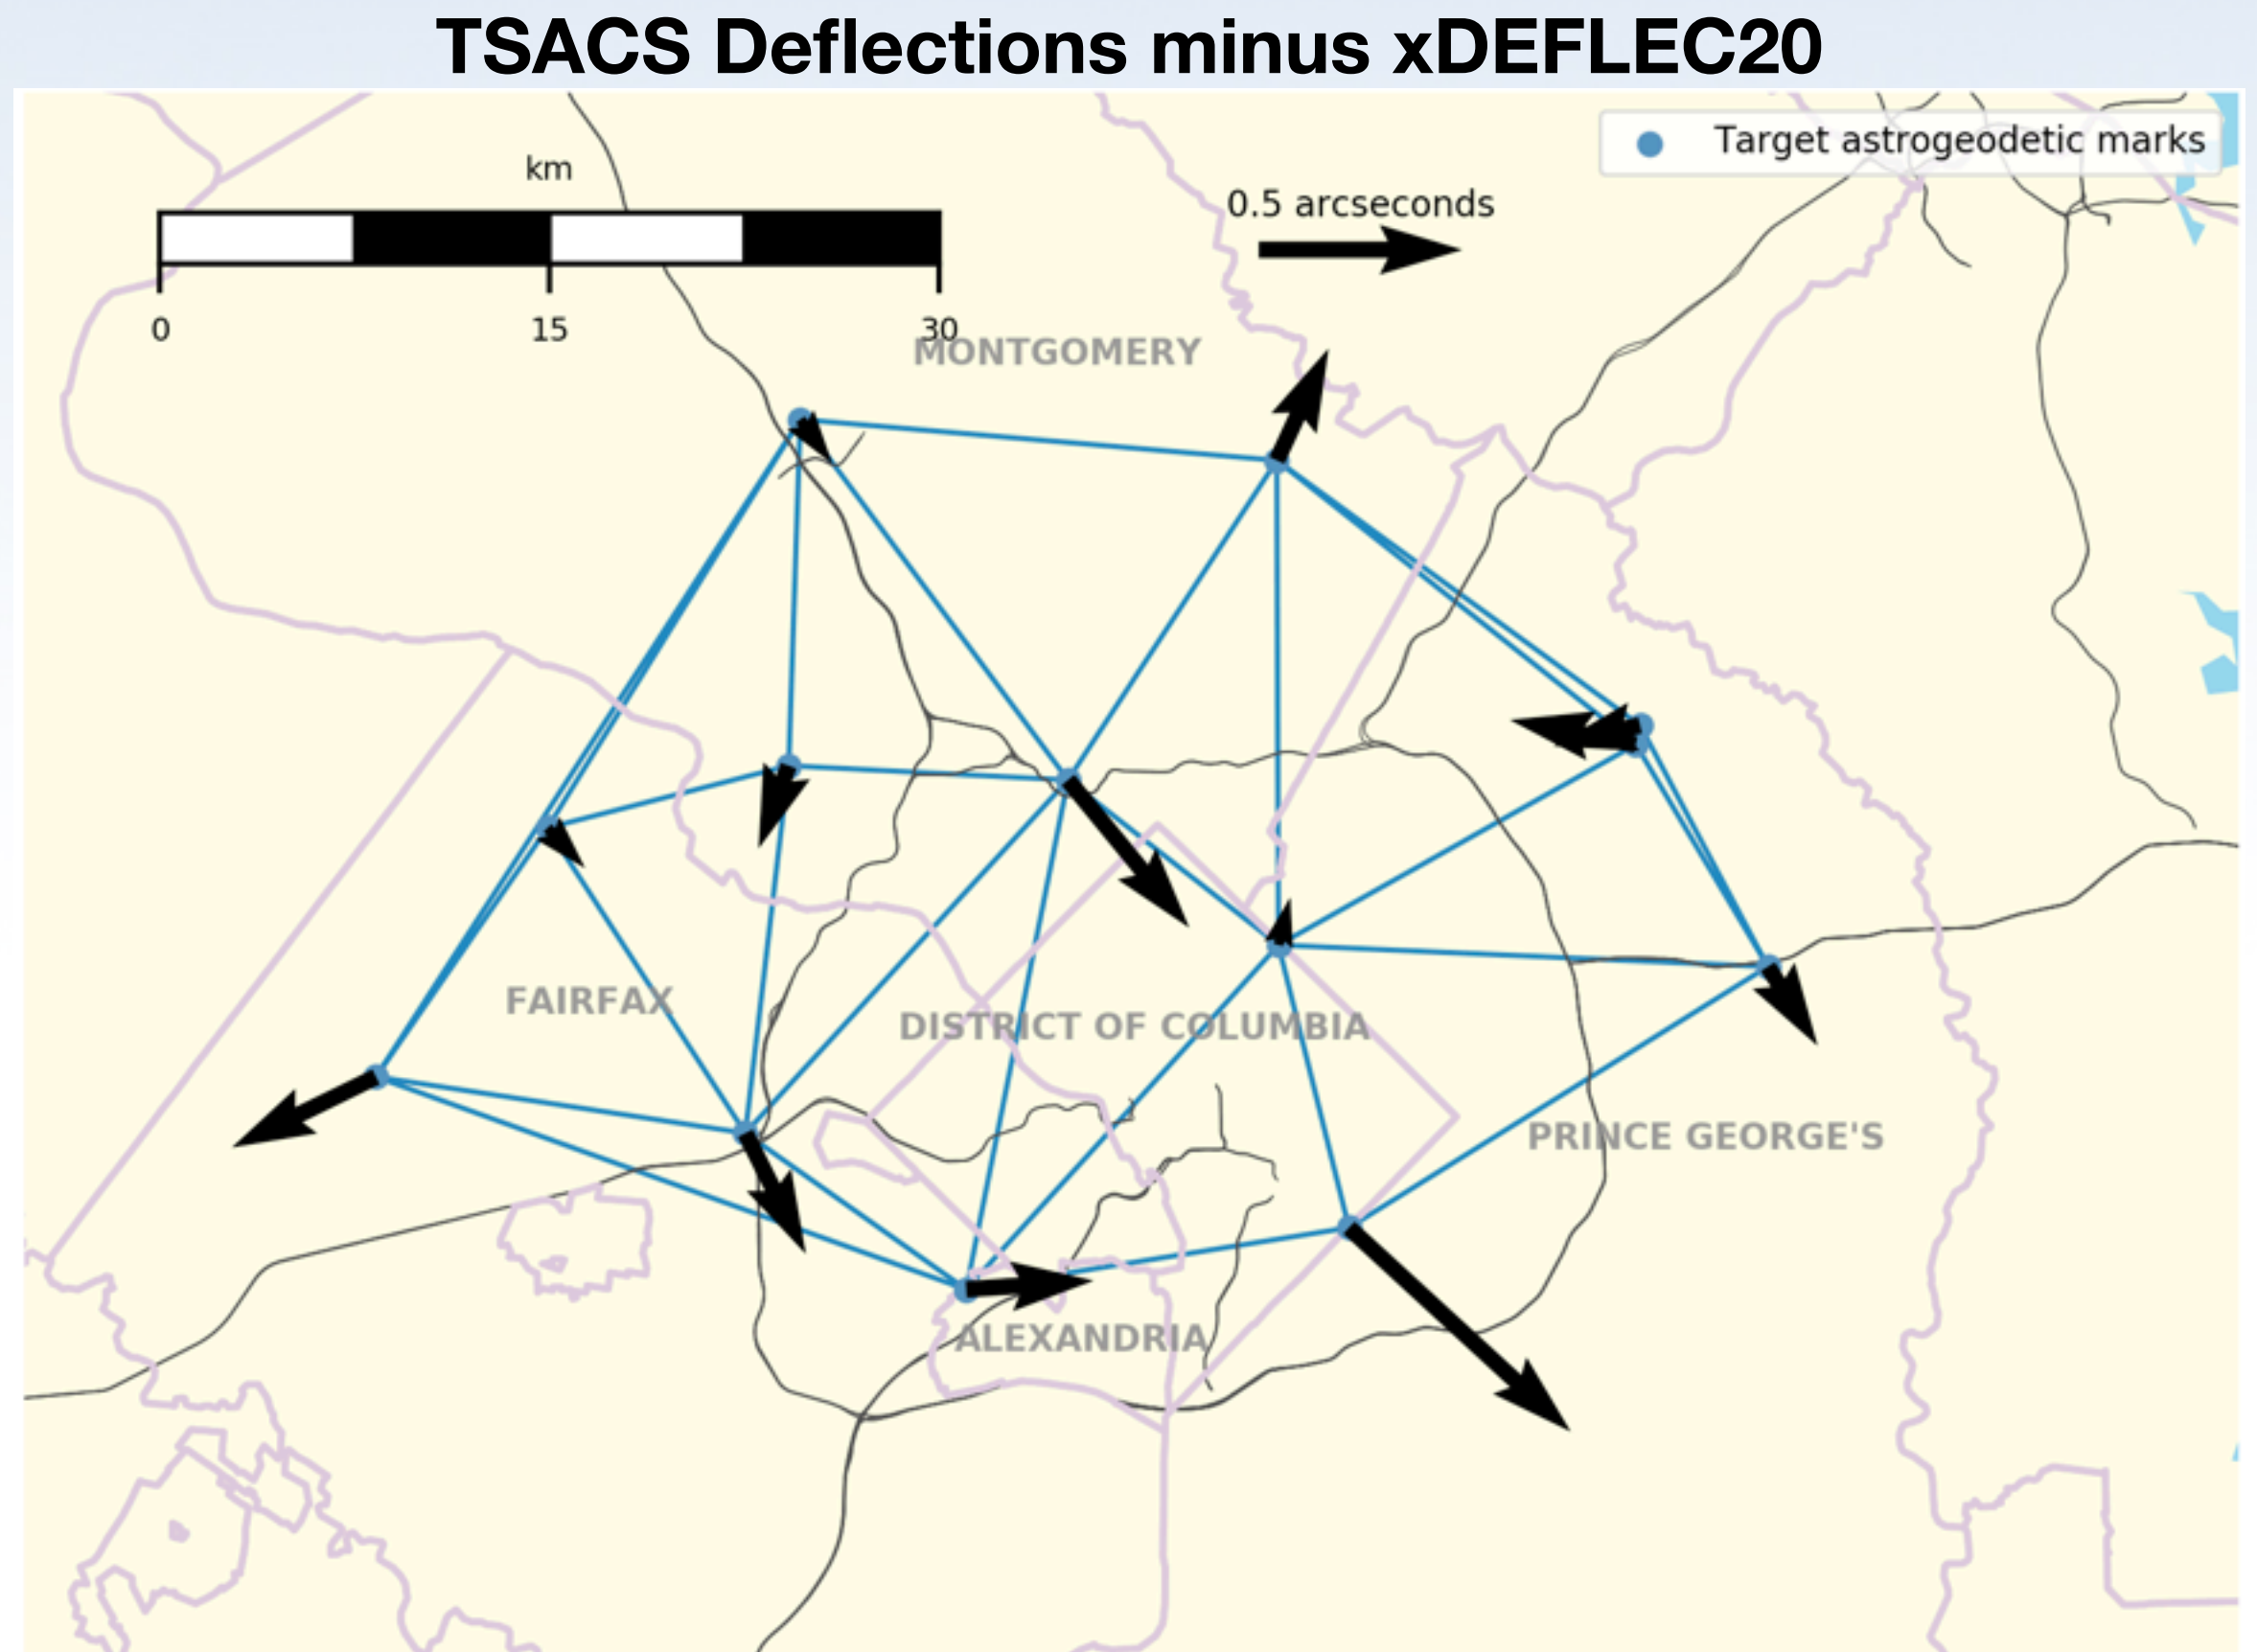 TSACS Deflections minus xDEFLEC20
Target astrogeodetic marks
km
0.5 arcseconds
0 15 30
MONTGOMERY
FAIRFAX
DISTRICT OF COLUMBIA
PRINCE GEORGE'S
ALEXANDRIA